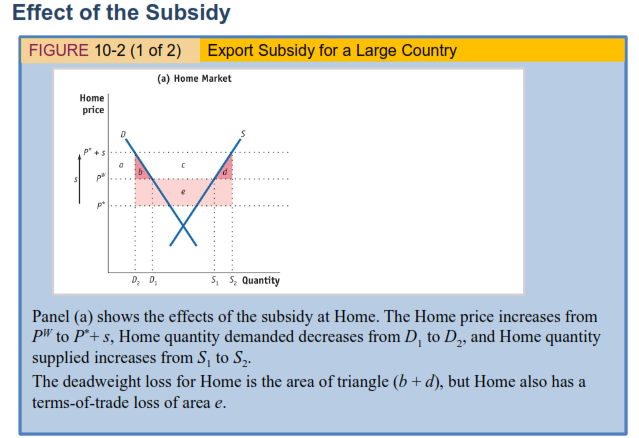 Effect of the Subsidy
FIGURE 10-2 (1 of 2) Export Subsidy for a Large Country
(a) Home Market
Home
price
D S
P* + s
a b c d
s Pᵂ
e
P*
D₂ D₁ S₁ S₂ Quantity
Panel (a) shows the effects of the subsidy at Home. The Home price increases from
Pᵂ to P*+ s, Home quantity demanded decreases from D₁ to D₂, and Home quantity
supplied increases from S₁ to S₂.
The deadweight loss for Home is the area of triangle (b + d), but Home also has a
terms-of-trade loss of area e.